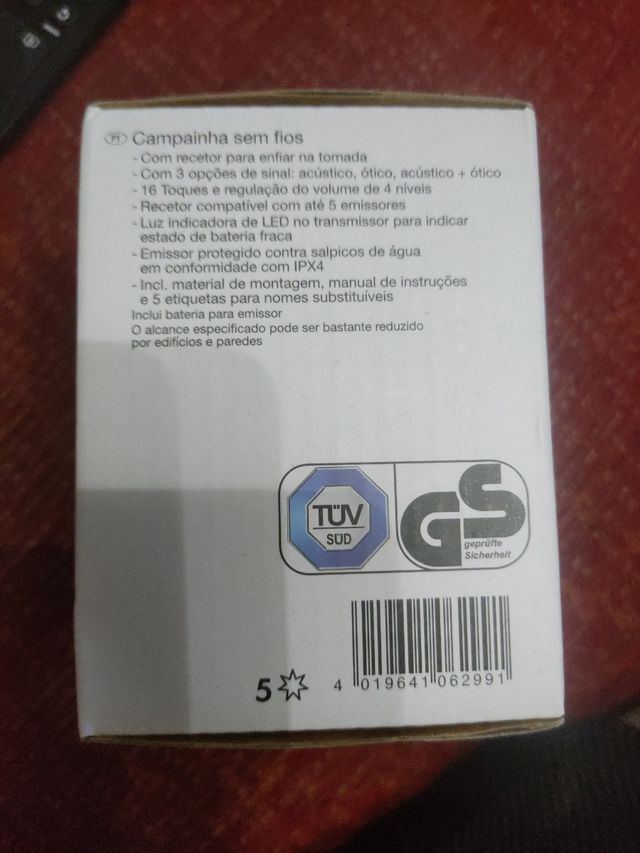 PT Campainha sem fios
- Com recetor para enfiar na tomada
- Com 3 opções de sinal: acústico, ótico, acústico + ótico
- 16 Toques e regulação do volume de 4 níveis
- Recetor compatível com até 5 emissores
- Luz indicadora de LED no transmissor para indicar
estado de bateria fraca
- Emissor protegido contra salpicos de água
em conformidade com IPX4
- Incl. material de montagem, manual de instruções
e 5 etiquetas para nomes substituíveis
Inclui bateria para emissor
O alcance especificado pode ser bastante reduzido
por edifícios e paredes
TÜV
SÜD
GS
geprüfte
Sicherheit
5
4 019641 062991